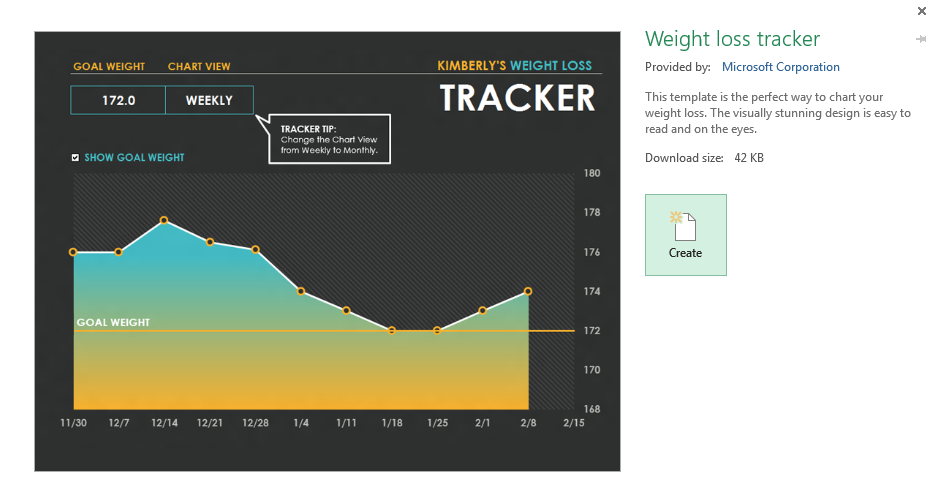 GOAL WEIGHT CHART VIEW
KIMBERLY'S WEIGHT LOSS
TRACKER
172.0 WEEKLY
TRACKER TIP:
Change the Chart View
from Weekly to Monthly.
SHOW GOAL WEIGHT
180
178
176
174
172
170
168
GOAL WEIGHT
11/30 12/7 12/14 12/21 12/28 1/4 1/11 1/18 1/25 2/1 2/8 2/15
Weight loss tracker
Provided by: Microsoft Corporation
This template is the perfect way to chart your
weight loss. The visually stunning design is easy to
read and on the eyes.
Download size: 42 KB
Create